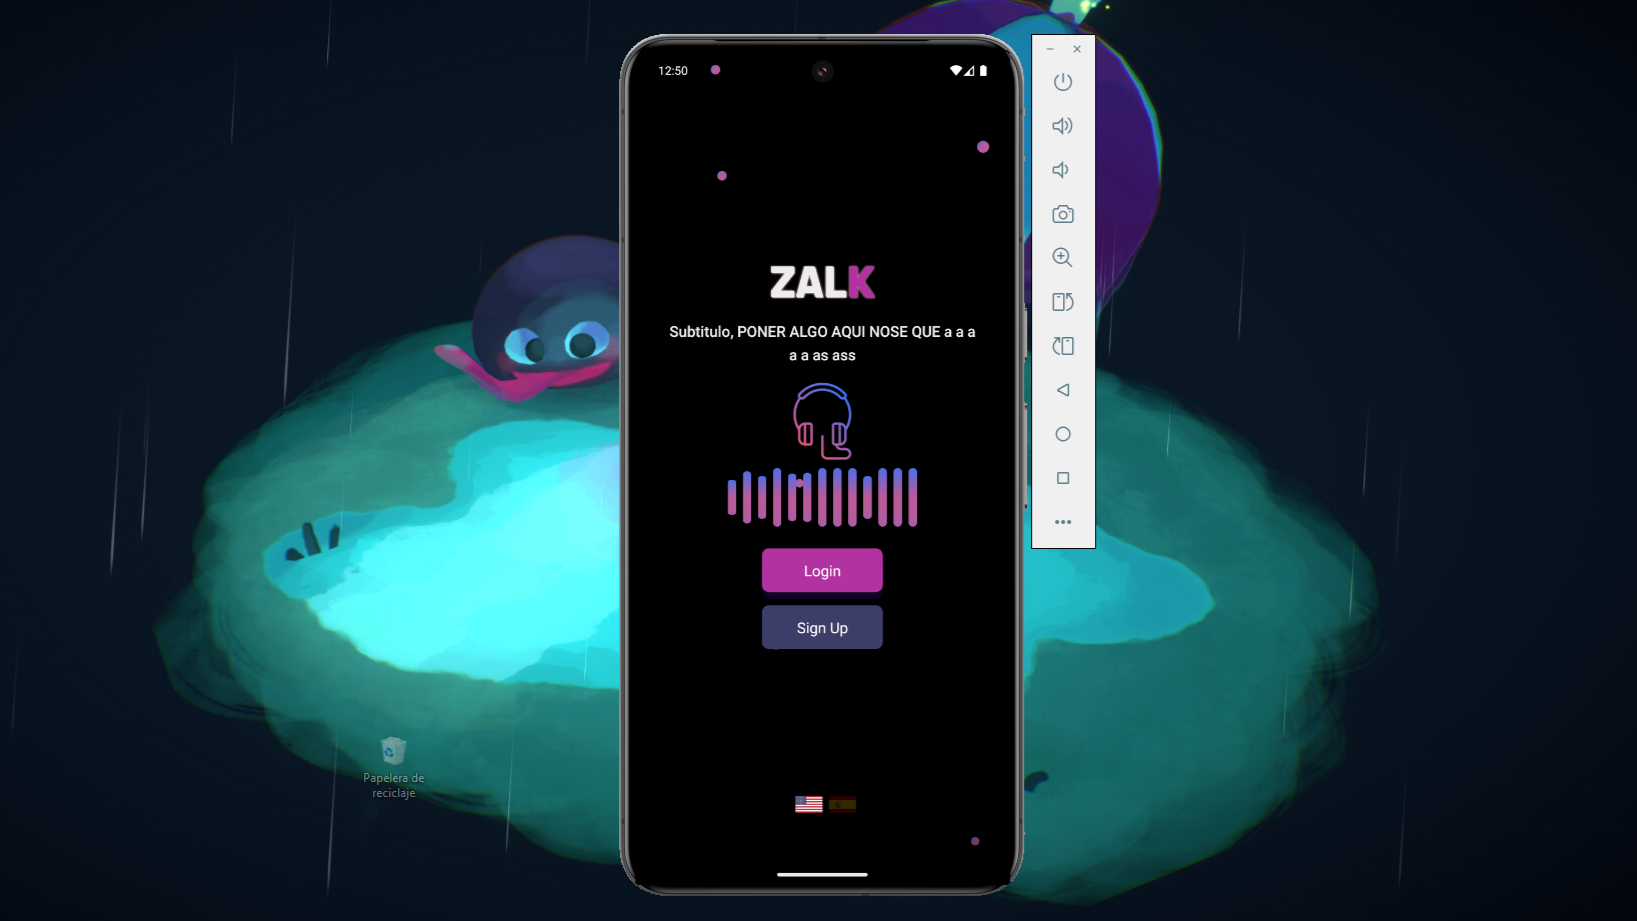 12:50
ZALK
Subtitulo, PONER ALGO AQUI NOSE QUE a a a
a a as ass
Login
Sign Up
Papelera de
reciclaje